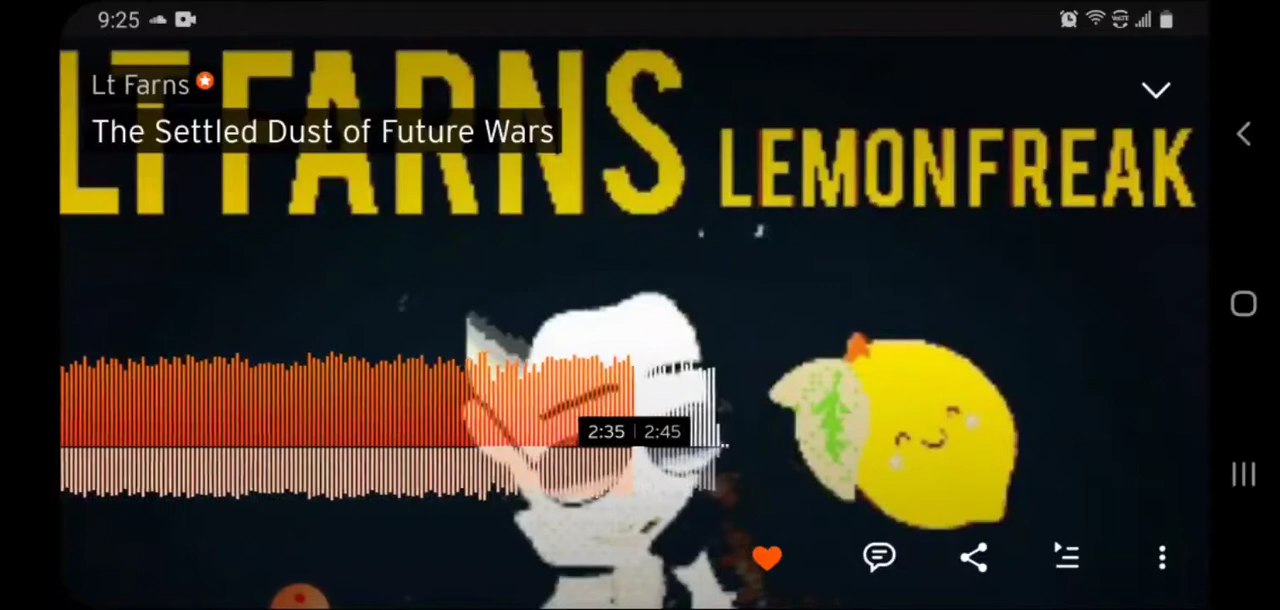 9:25
LT FARNS LEMONFREAK
Lt Farns
The Settled Dust of Future Wars
2:35 | 2:45